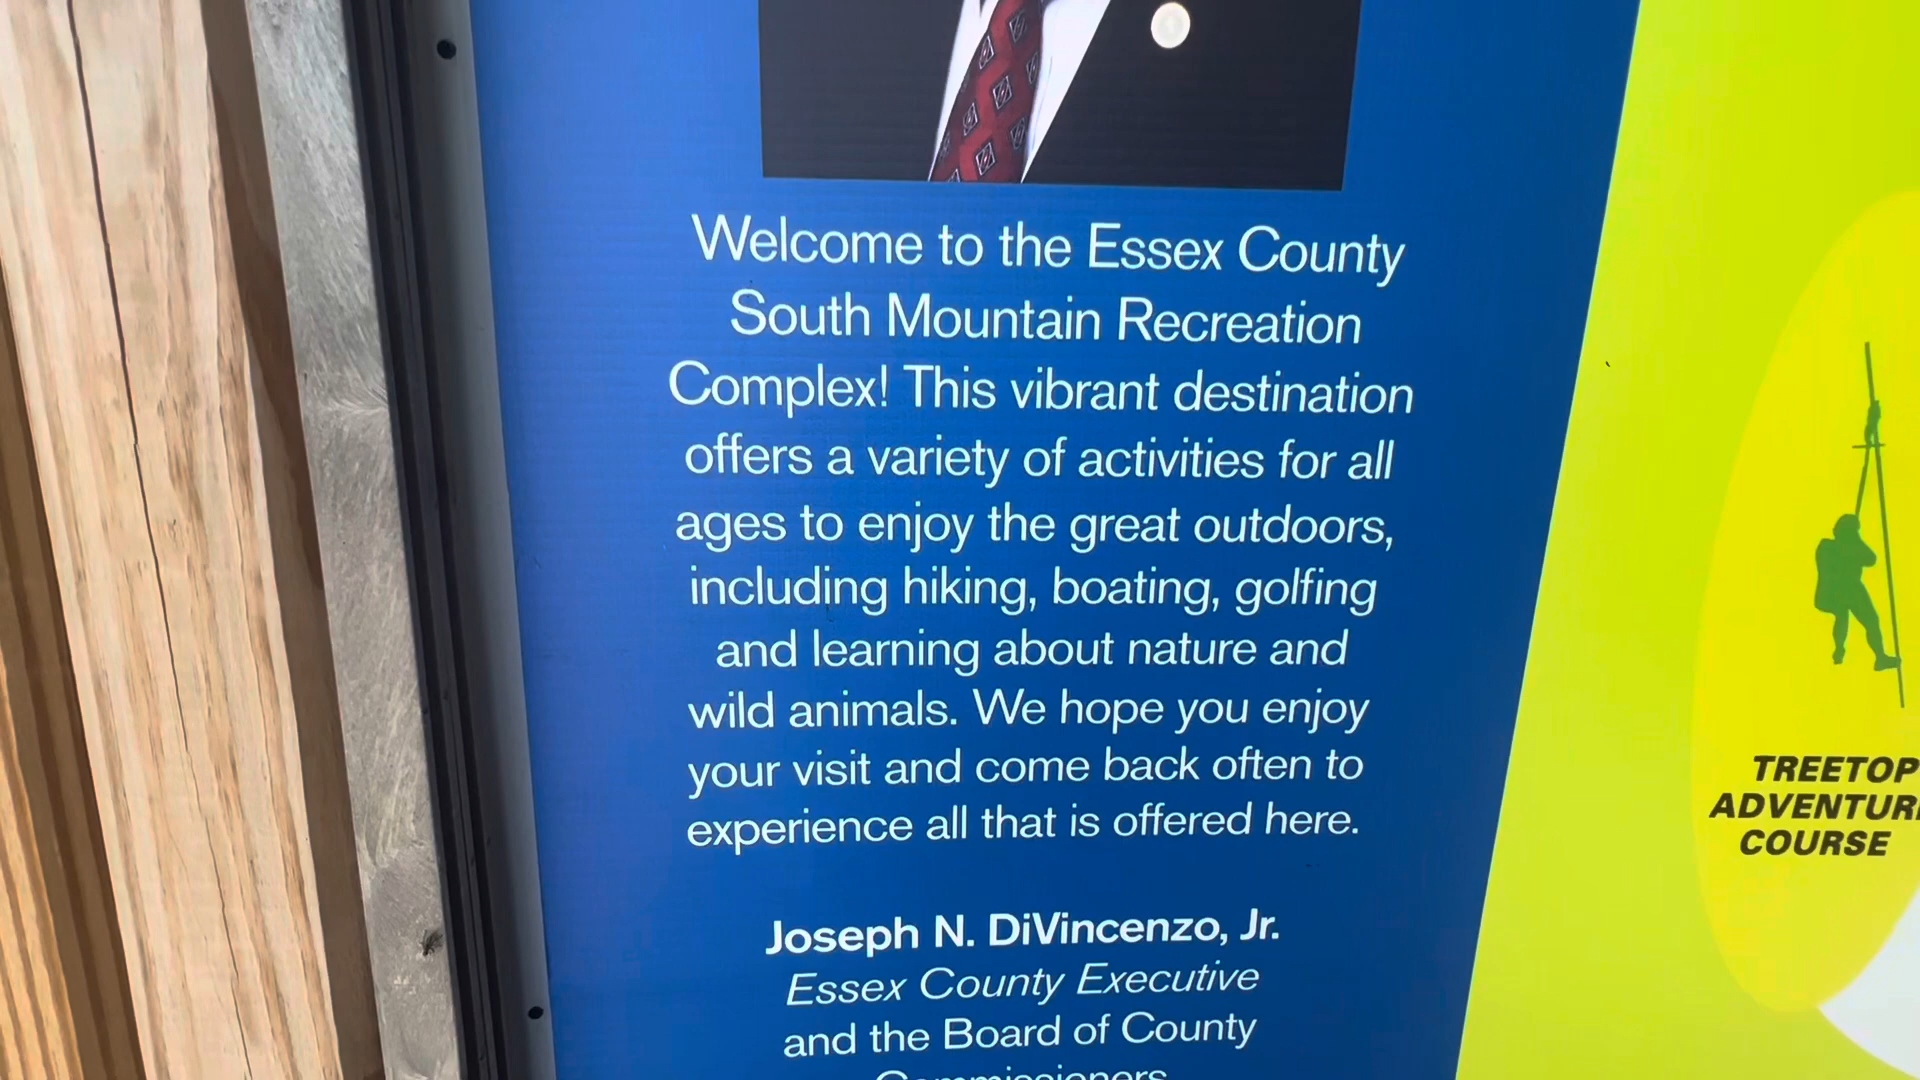 Welcome to the Essex County
South Mountain Recreation
Complex! This vibrant destination
offers a variety of activities for all
ages to enjoy the great outdoors,
including hiking, boating, golfing
and learning about nature and
wild animals. We hope you enjoy
your visit and come back often to
experience all that is offered here.
Joseph N. DiVincenzo, Jr.
Essex County Executive
and the Board of County
Commissioners
TREETOP
ADVENTURE
COURSE